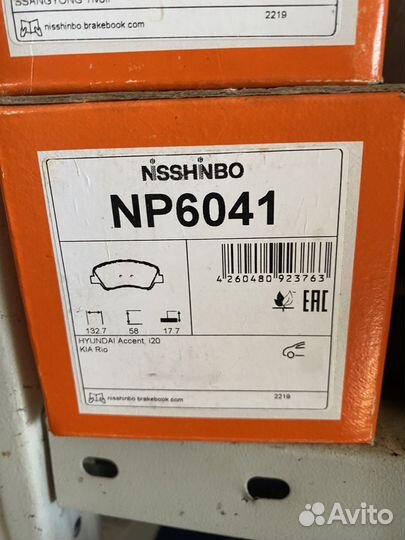 SSANGYONG Tivoli
nisshinbo.brakebook.com
2219
NISSHINBO
NP6041
4 260480 923763
EAC
132.7 58 17.7
HYUNDAI Accent, i20
KIA Rio
nisshinbo.brakebook.com
2219
Avito